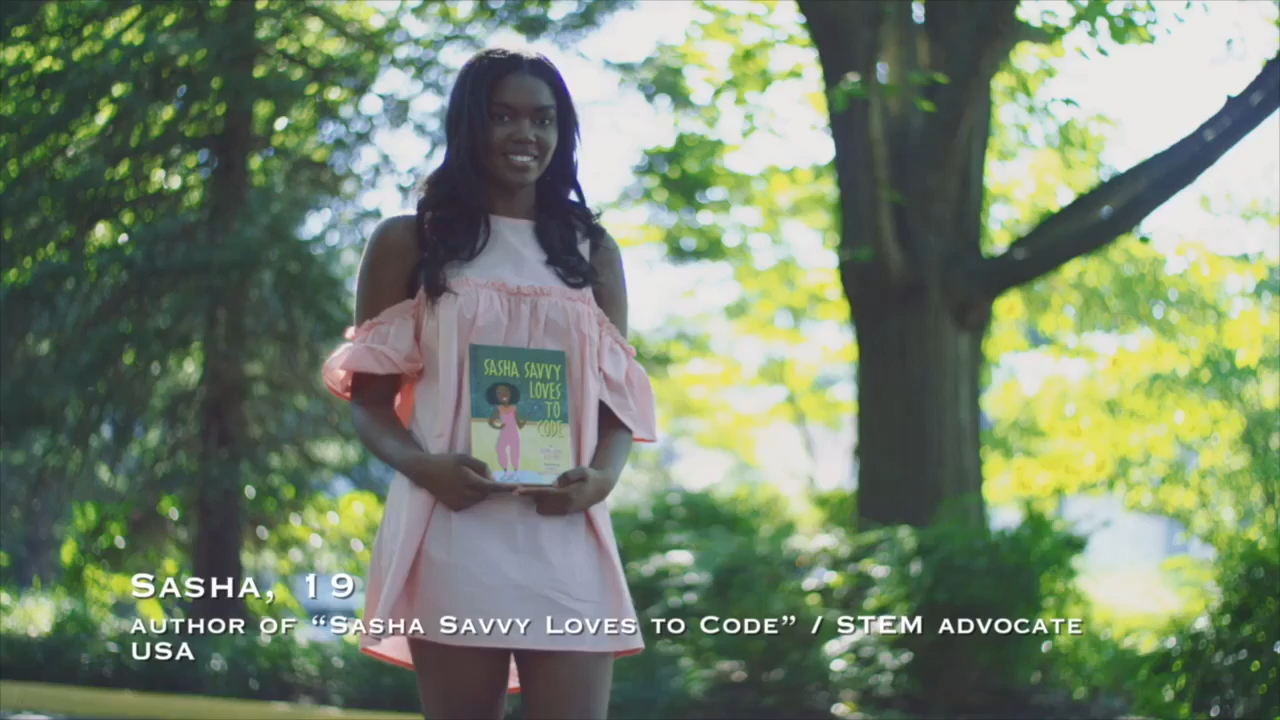 SASHA SAVVY
LOVES
TO
CODE
SASHA, 19
AUTHOR OF “SASHA SAVVY LOVES TO CODE” / STEM ADVOCATE
USA